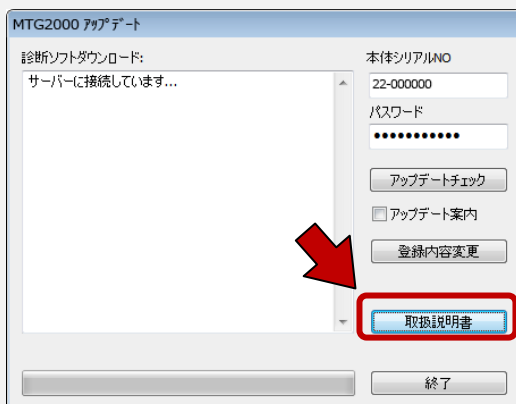 MTG2000 ｱｯﾌﾟﾃﾞｰﾄ
診断ソフトダウンロード:
サーバーに接続しています...
本体シリアルNO
22-000000
パスワード
●●●●●●●●●●●
アップデートチェック
アップデート案内
登録内容変更
取扱説明書
終了